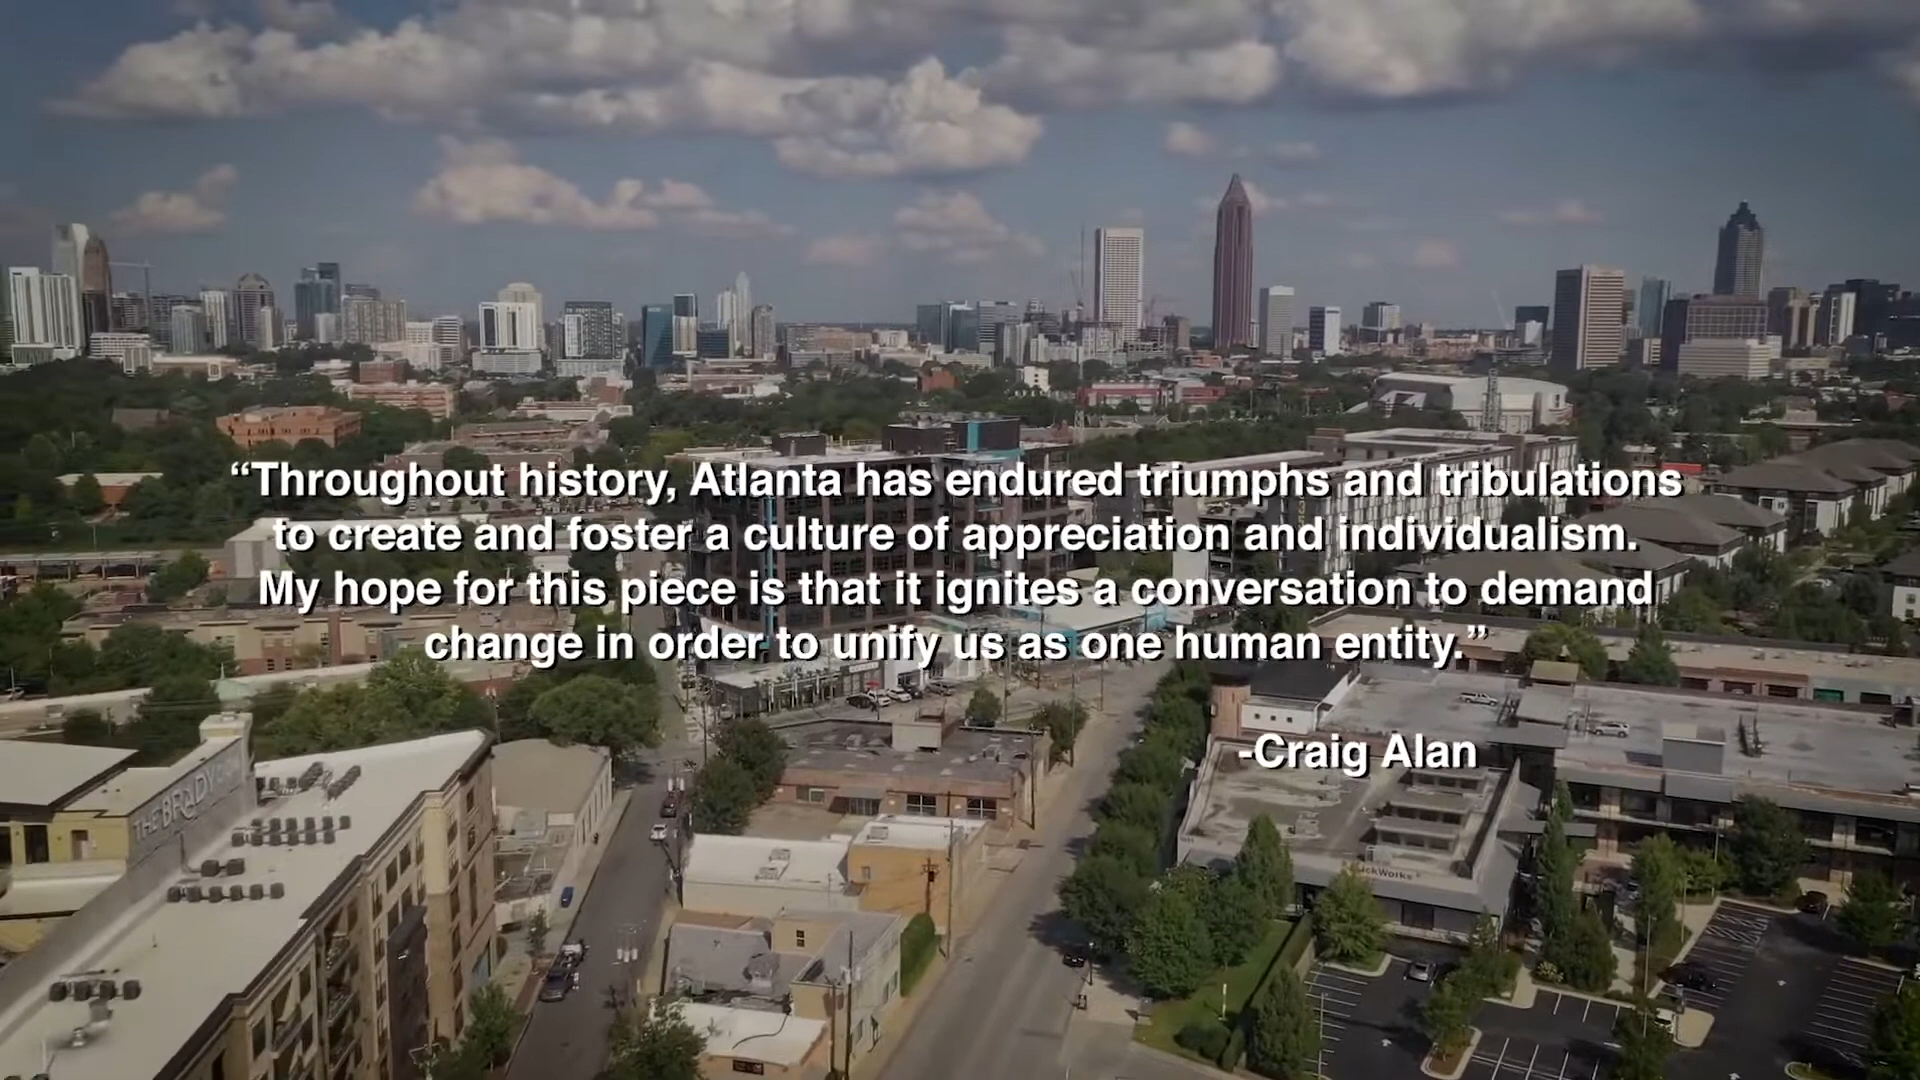 “Throughout history, Atlanta has endured triumphs and tribulations
to create and foster a culture of appreciation and individualism.
My hope for this piece is that it ignites a conversation to demand
change in order to unify us as one human entity.”
-Craig Alan
THE BRADY